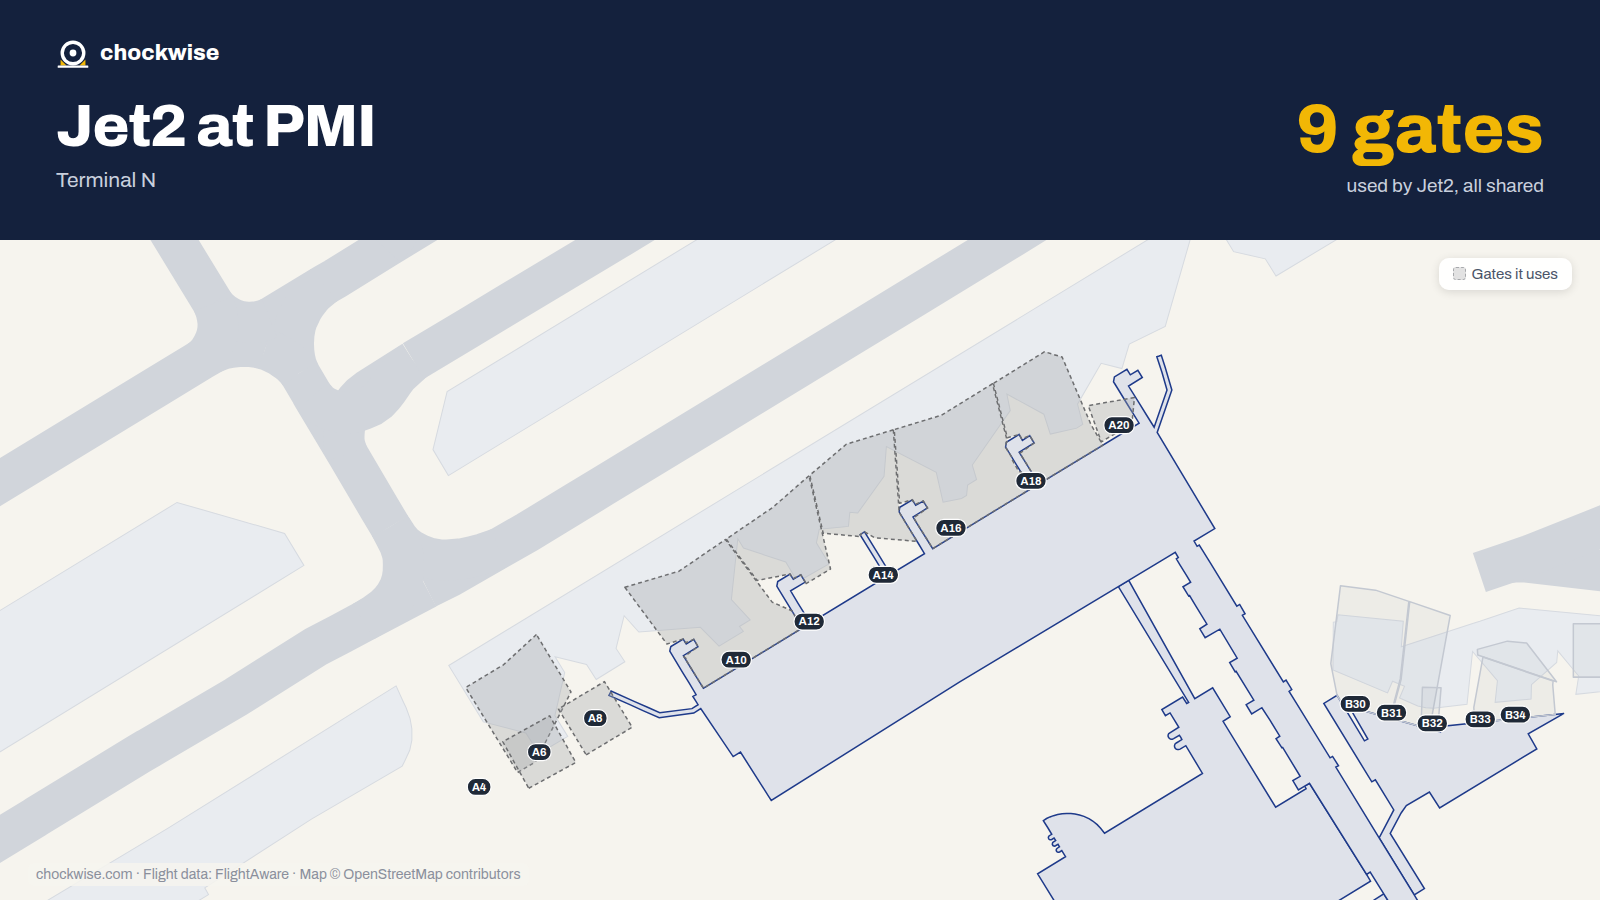 chockwise
Jet2 at PMI
Terminal N
9 gates
used by Jet2, all shared
Gates it uses
A20
A18
A16
A14
A12
A10
A8
A6
A4
B30
B31
B32
B33
B34
chockwise.com · Flight data: FlightAware · Map © OpenStreetMap contributors